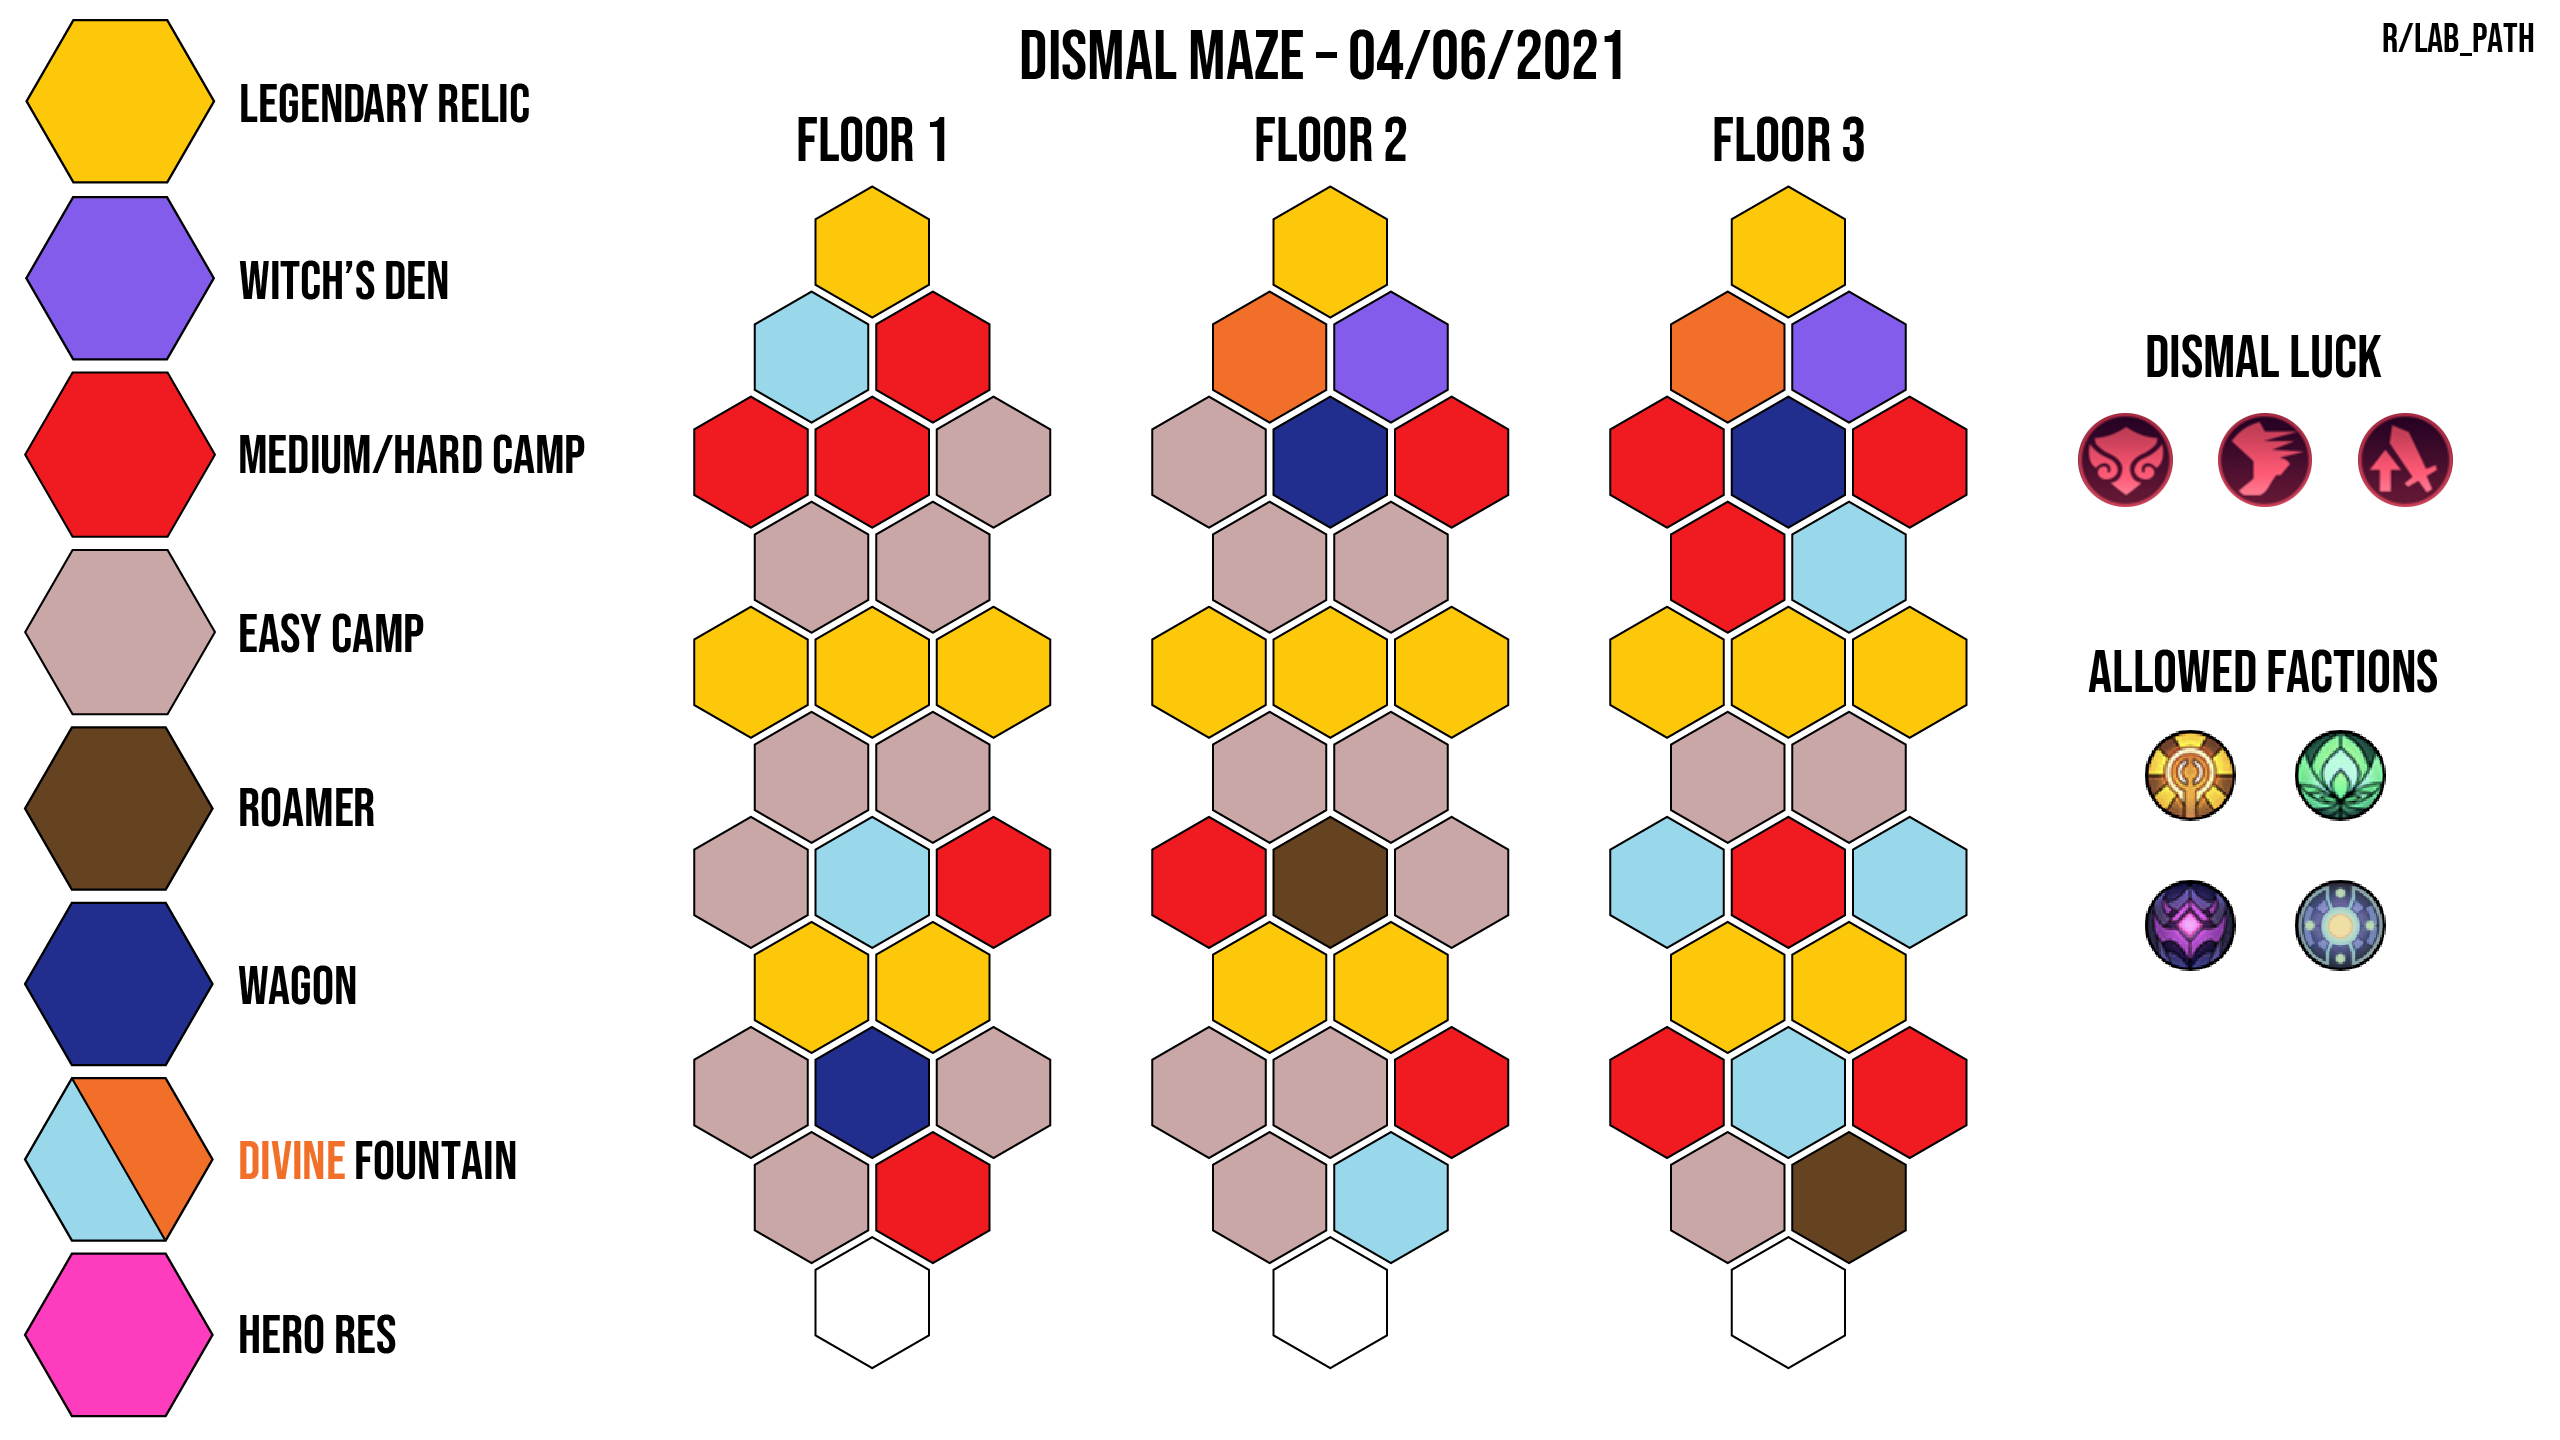 DISMAL MAZE – 04/06/2021
R/LAB_PATH
LEGENDARY RELIC
WITCH'S DEN
MEDIUM/HARD CAMP
EASY CAMP
ROAMER
WAGON
DIVINE FOUNTAIN
HERO RES
FLOOR 1
FLOOR 2
FLOOR 3
DISMAL LUCK
ALLOWED FACTIONS